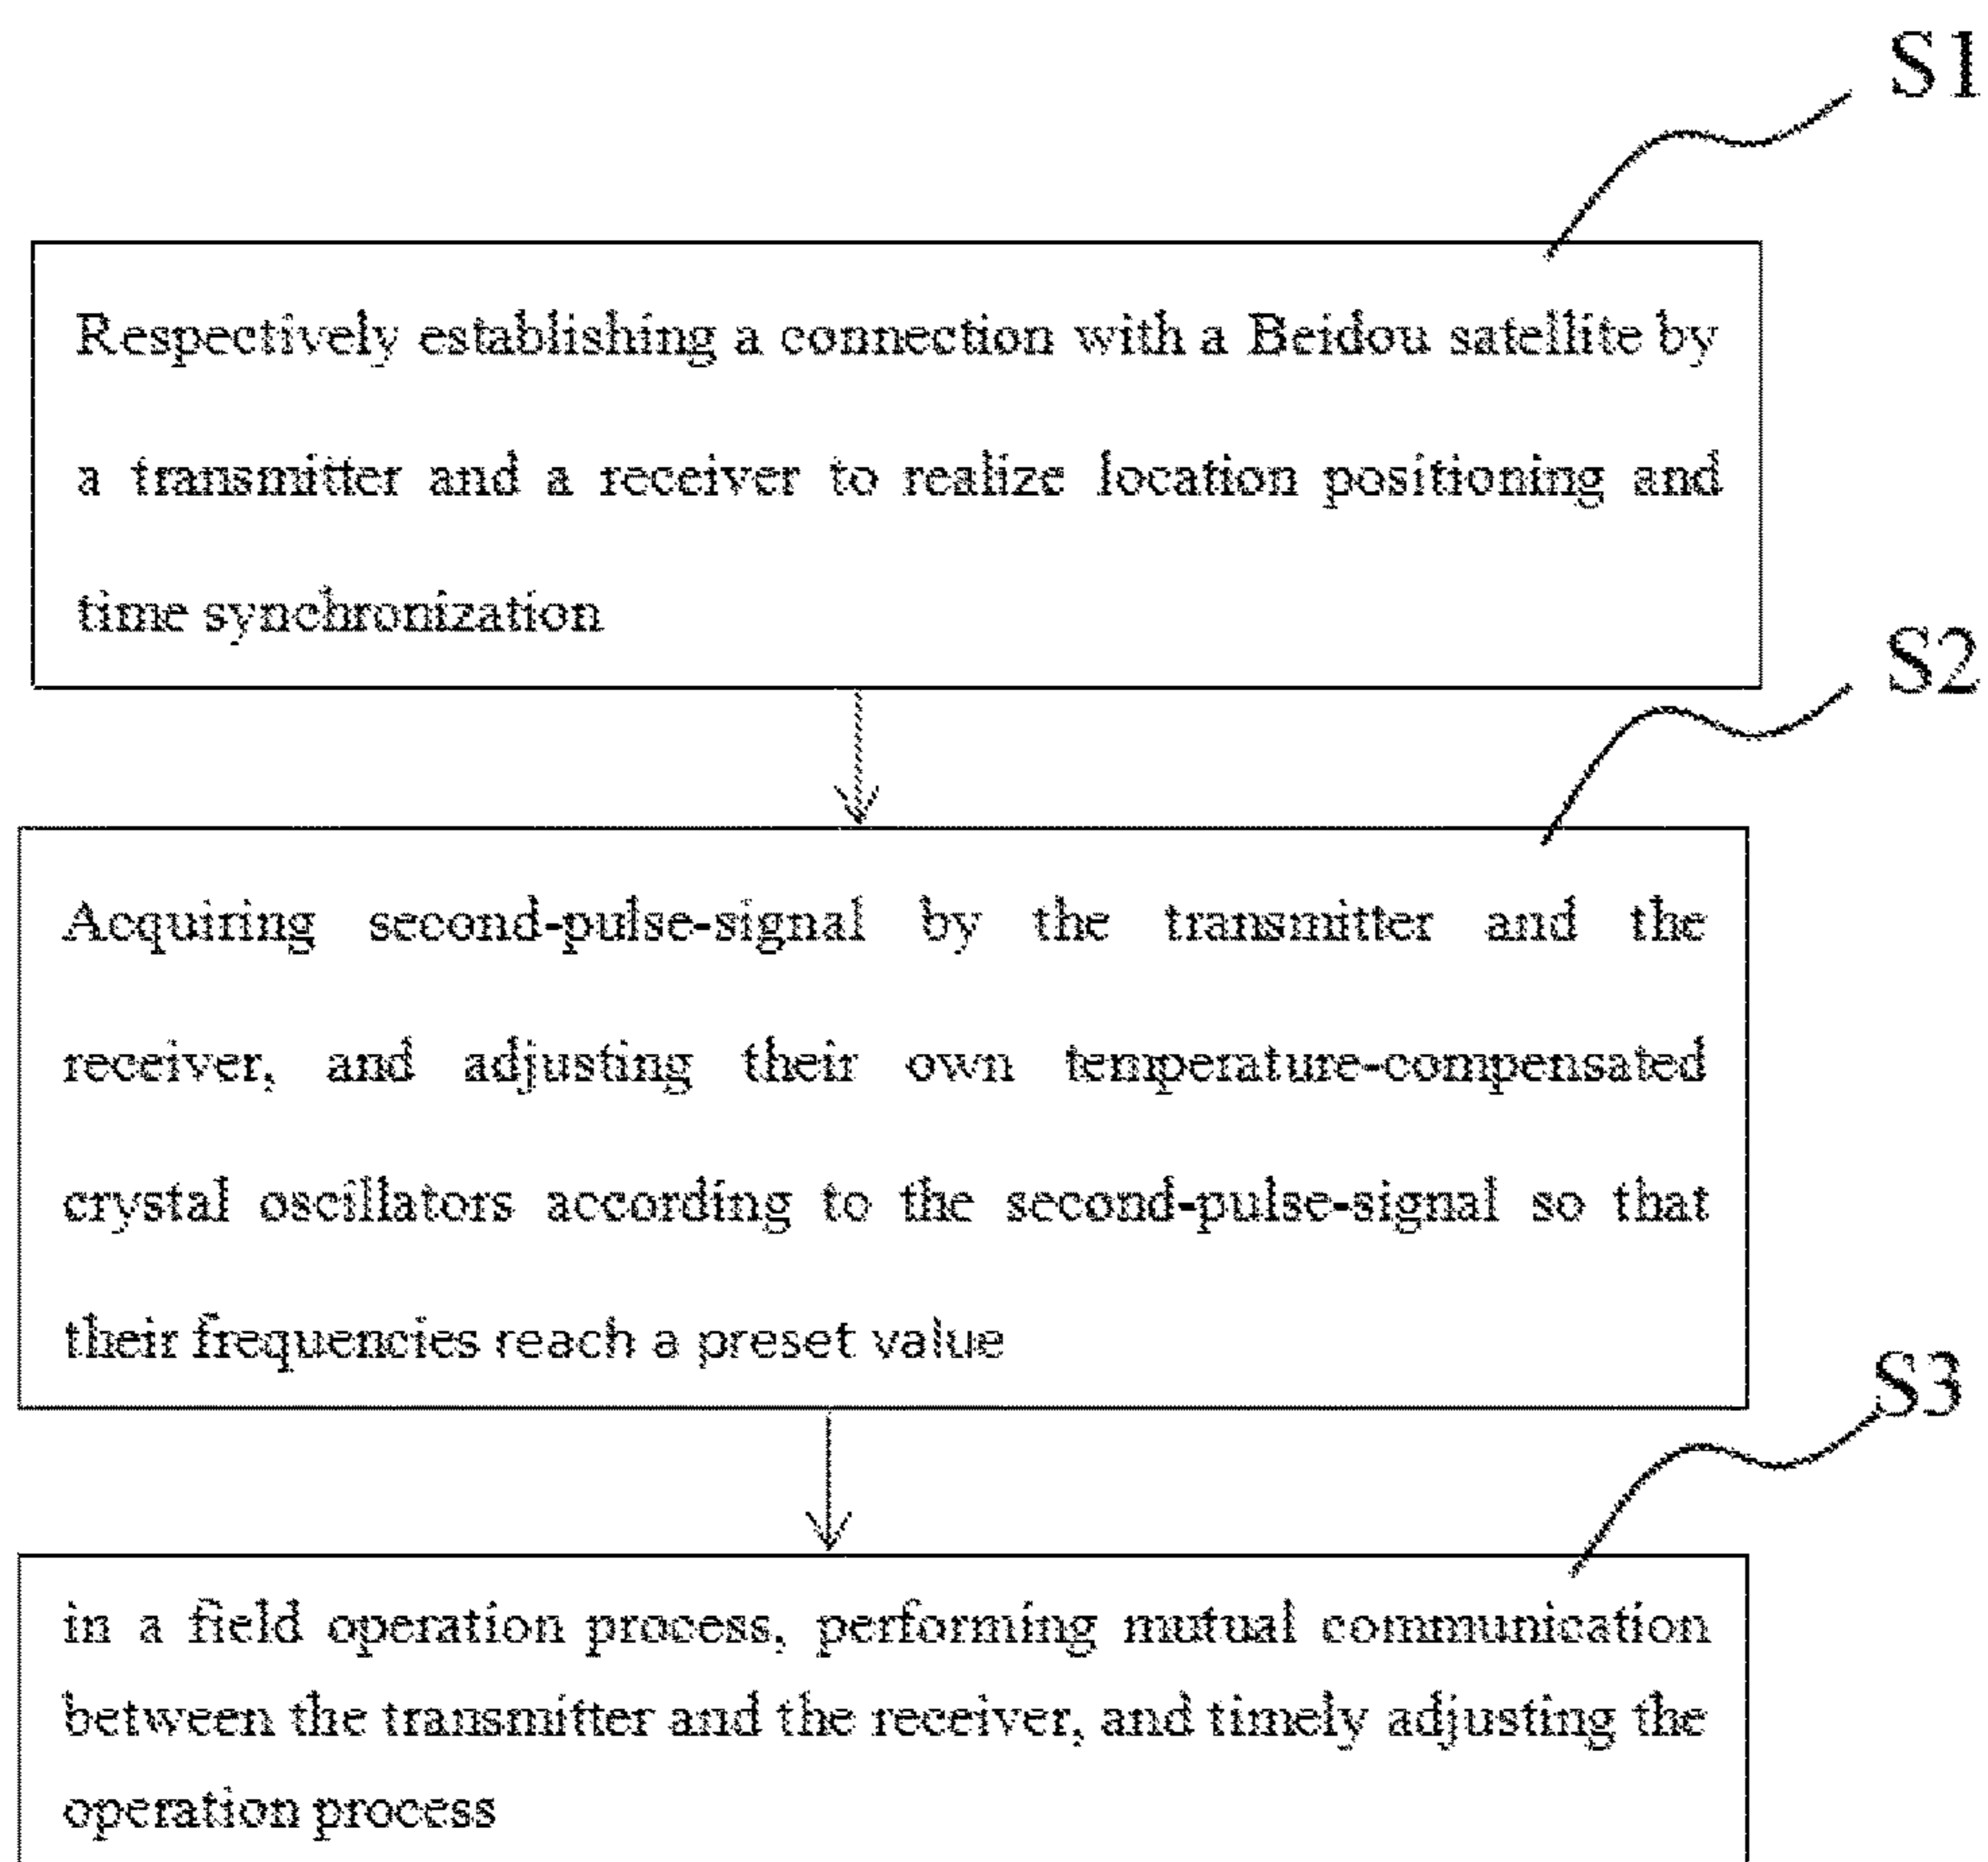 S1
Respectively establishing a connection with a Beidou satellite by
a transmitter and a receiver to realize location positioning and
time synchronization
S2
Acquiring second-pulse-signal by the transmitter and the
receiver, and adjusting their own temperature-compensated
crystal oscillators according to the second-pulse-signal so that
their frequencies reach a preset value
S3
in a field operation process, performing mutual communication
between the transmitter and the receiver, and timely adjusting the
operation process